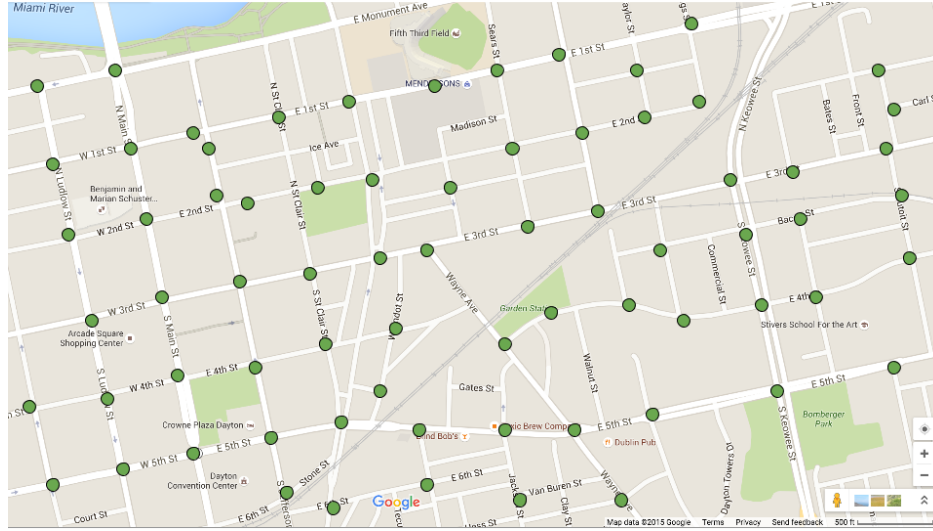 Miami River
E Monument Ave
Fifth Third Field
Sears St
E 1st St
N Keowee St
MENDELSONS
N St Clair St
Carl St
Front St
Bates St
N Main St
E 1st St
Madison St
E 2nd St
W 1st St
Ice Ave
N Ludlow St
Benjamin and
Marian Schuster...
E 3rd St
N St Clair St
E 2nd St
E 3rd St
W 2nd St
E 3rd St
S Keowee St
Commercial St
Wayne Ave
W 3rd St
S St Clair St
Garden Stat
E 4th St
S Main St
Stivers School For the Art
Arcade Square
Shopping Center
Walnut St
E 4th St
W 4th St
S Ludlow St
Gates St
E 5th St
Crowne Plaza Dayton
E 5th St
E 5th St
Bomberger
Park
S Keowee St
Blind Bob's
Dublin Pub
W 5th St
Stone St
Dayton Towers Dr
Dayton
Convention Center
E 6th St
Van Buren St
Google
Clay St
Court St
E 6th St
Hess St
Map data ©2015 Google Terms Privacy Send feedback 500 ft